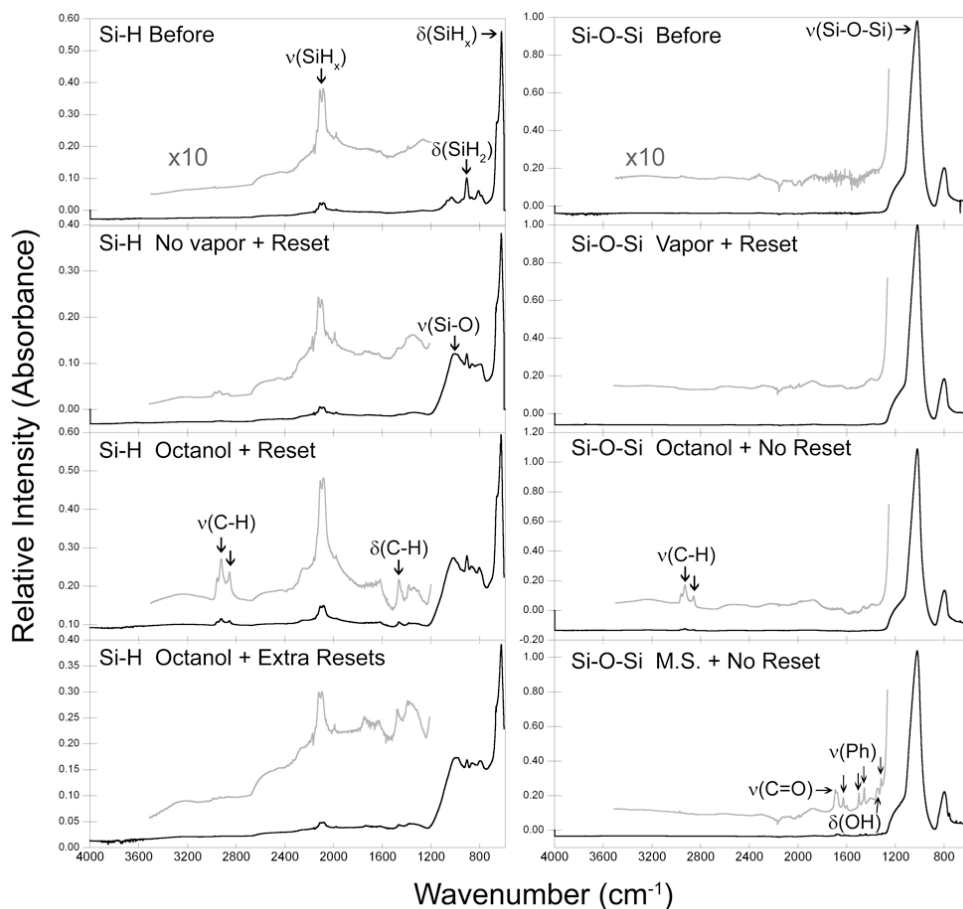 Relative Intensity (Absorbance)
Si-H Before
δ(SiHx)
ν(SiHx)
x10
δ(SiH2)
0.60
0.50
0.40
0.30
0.20
0.10
0.00
Si-H No vapor + Reset
ν(Si-O)
0.40
0.30
0.20
0.10
0.00
Si-H Octanol + Reset
ν(C-H)
δ(C-H)
0.60
0.50
0.40
0.30
0.20
0.10
Si-H Octanol + Extra Resets
0.40
0.35
0.30
0.25
0.20
0.15
0.10
0.05
0.00
4000 3600 2800 2000 1600 1200 800
Si-O-Si Before
ν(Si-O-Si)
x10
1.00
0.80
0.60
0.40
0.20
0.00
Si-O-Si Vapor + Reset
1.00
0.80
0.60
0.40
0.20
0.00
Si-O-Si Octanol + No Reset
ν(C-H)
1.20
1.00
0.80
0.60
0.40
0.20
0.00
-0.20
Si-O-Si M.S. + No Reset
ν(Ph)
ν(C=O)
δ(OH)
1.00
0.80
0.60
0.40
0.20
0.00
4000 3200 2400 2000 1600 1200 800
Wavenumber (cm-1)